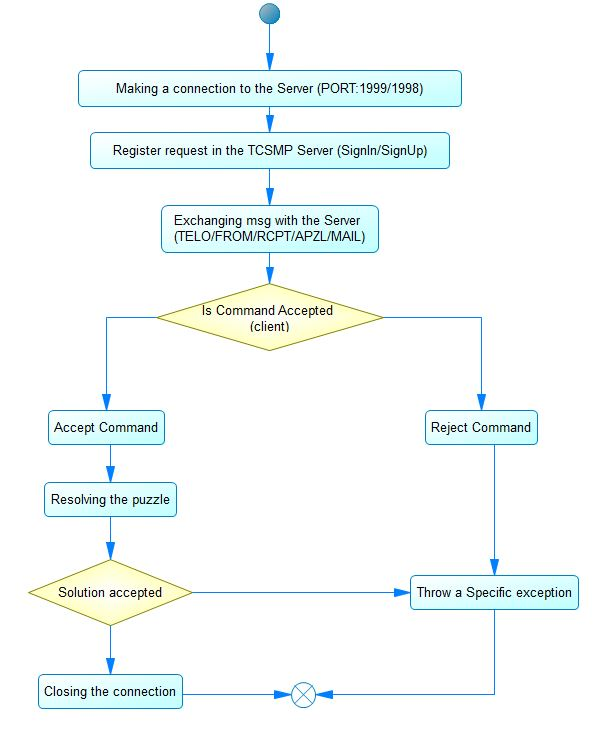 Making a connection to the Server (PORT:1999/1998)
Register request in the TCSMP Server (SignIn/SignUp)
Exchanging msg with the Server
(TELO/FROM/RCPT/APZL/MAIL)
Is Command Accepted
(client)
Accept Command
Reject Command
Resolving the puzzle
Solution accepted
Throw a Specific exception
Closing the connection